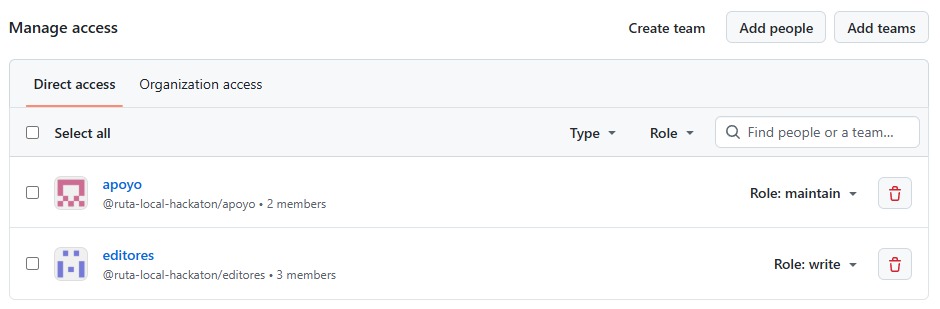 Manage access Create team Add people Add teams
Direct access Organization access
Select all Type Role Find people or a team...
apoyo
@ruta-local-hackaton/apoyo • 2 members Role: maintain
editores
@ruta-local-hackaton/editores • 3 members Role: write